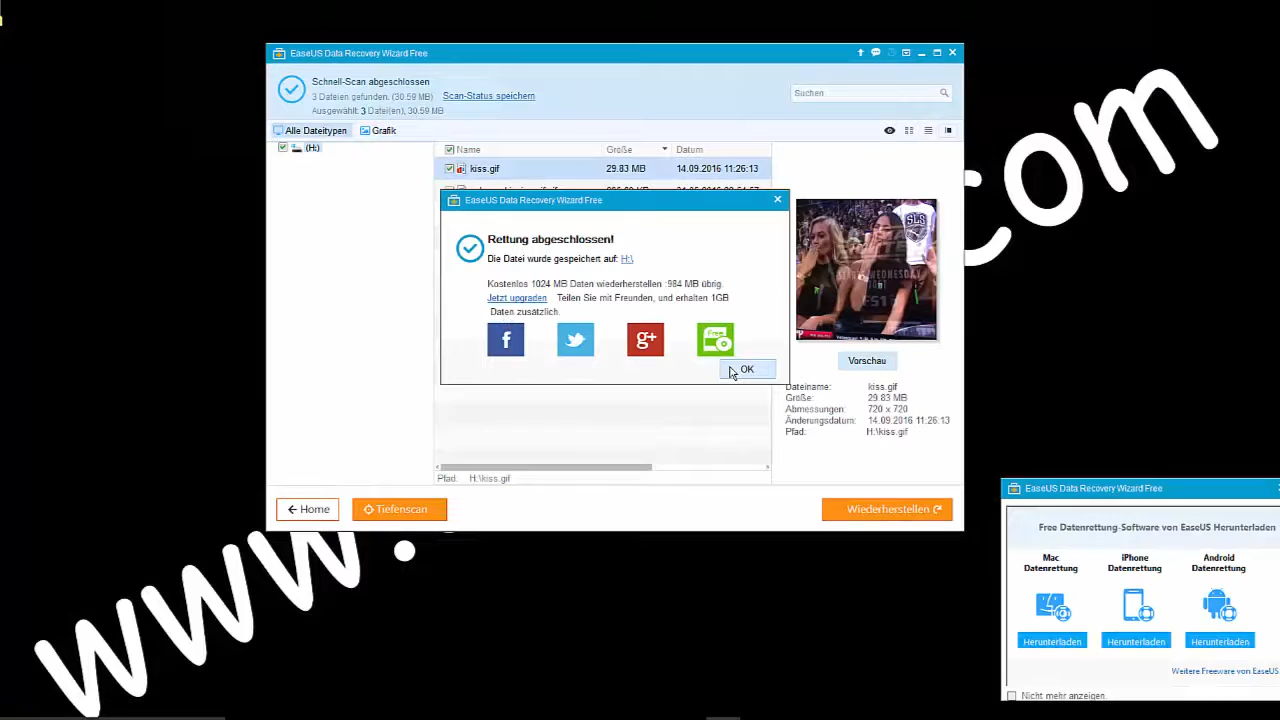 EaseUS Data Recovery Wizard Free
Schnell-Scan abgeschlossen
3 Dateien gefunden. (30.59 MB)
Scan-Status speichern
Ausgewählt: 3 Datei(en), 30.59 MB
Suchen
Alle Dateitypen
Grafik
(H:)
Name
Größe
Datum
kiss.gif
29.83 MB
14.09.2016 11:26:13
EaseUS Data Recovery Wizard Free
Rettung abgeschlossen!
Die Datei wurde gespeichert auf: H:\
Kostenlos 1024 MB Daten wiederherstellen :984 MB übrig.
Jetzt upgraden Teilen Sie mit Freunden, und erhalten 1GB
Daten zusätzlich.
f
g+
Free
OK
SLS
Vorschau
Dateiname: kiss.gif
Größe: 29.83 MB
Abmessungen: 720 x 720
Änderungsdatum: 14.09.2016 11:26:13
Pfad: H:\kiss.gif
Pfad: H:\kiss.gif
Home
Tiefenscan
Wiederherstellen
www.
com
EaseUS Data Recovery Wizard Free
Free Datenrettung-Software von EaseUS Herunterladen
Mac
Datenrettung
iPhone
Datenrettung
Android
Datenrettung
Herunterladen
Herunterladen
Herunterladen
Weitere Freeware von EaseUS
Nicht mehr anzeigen.